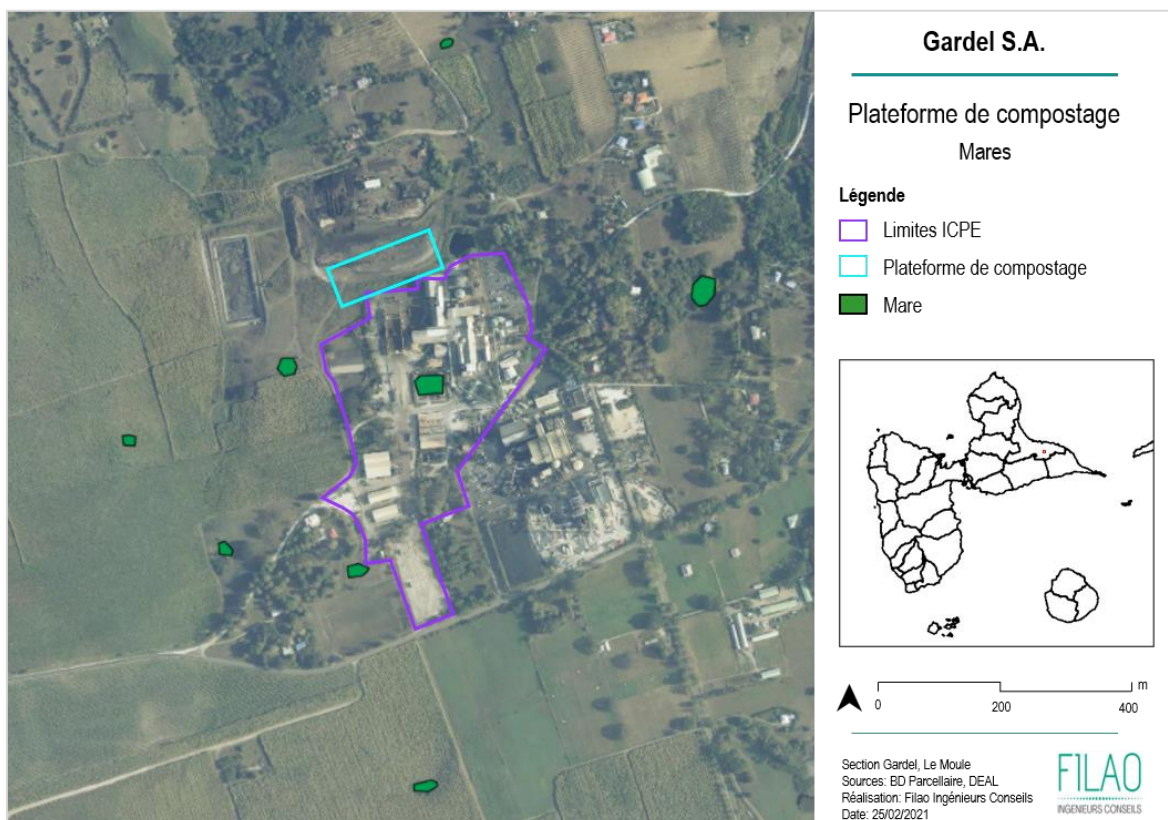 Gardel S.A.
Plateforme de compostage
Mares
Légende
Limites ICPE
Plateforme de compostage
Mare
m
0
200
400
Section Gardel, Le Moule
Sources: BD Parcellaire, DEAL
Réalisation: Filao Ingénieurs Conseils
Date: 25/02/2021
FILAO
INGÉNIEURS CONSEILS